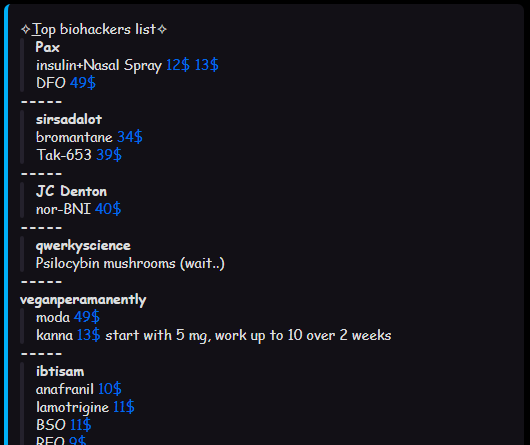 ✧Top biohackers list✧
Pax
insulin+Nasal Spray 12$ 13$
DFO 49$
-----
sirsadalot
bromantane 34$
Tak-653 39$
-----
JC Denton
nor-BNI 40$
-----
qwerkyscience
Psilocybin mushrooms (wait..)
-----
veganperamanently
moda 49$
kanna 13$ start with 5 mg, work up to 10 over 2 weeks
-----
ibtisam
anafranil 10$
lamotrigine 11$
BSO 11$
9$